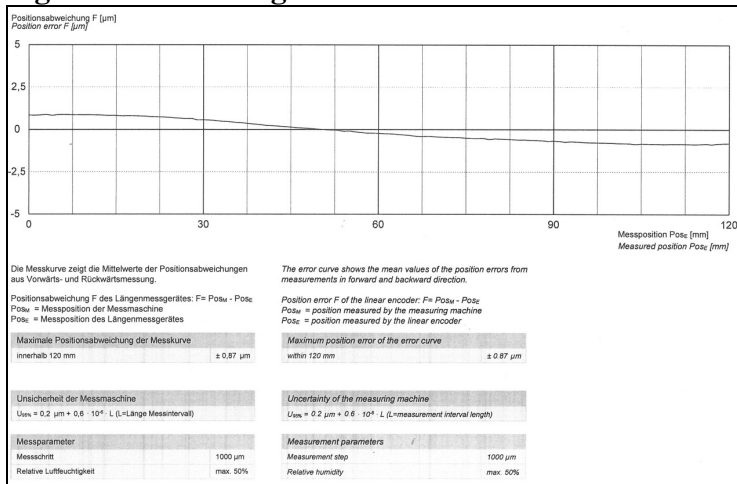 Positionsabweichung F [µm]
Position error F [µm]
5
2,5
0
-2,5
-5
0 30 60 90 120
Messposition PosE [mm]
Measured position PosE [mm]
Die Messkurve zeigt die Mittelwerte der Positionsabweichungen
aus Vorwärts- und Rückwärtsmessung.
Positionsabweichung F des Längenmessgerätes: F= PosM - PosE
PosM = Messposition der Messmaschine
PosE = Messposition des Längenmessgerätes
Maximale Positionsabweichung der Messkurve
innerhalb 120 mm ± 0,87 µm
Unsicherheit der Messmaschine
U95% = 0,2 µm + 0,6 · 10-6 · L (L=Länge Messintervall)
Messparameter
Messschritt 1000 µm
Relative Luftfeuchtigkeit max. 50%
The error curve shows the mean values of the position errors from
measurements in forward and backward direction.
Position error F of the linear encoder: F= PosM - PosE
PosM = position measured by the measuring machine
PosE = position measured by the linear encoder
Maximum position error of the error curve
within 120 mm ± 0.87 µm
Uncertainty of the measuring machine
U95% = 0.2 µm + 0 6 · 10-6 · L (L=measurement interval length)
Measurement parameters
Measurement step 1000 µm
Relative humidity max. 50%